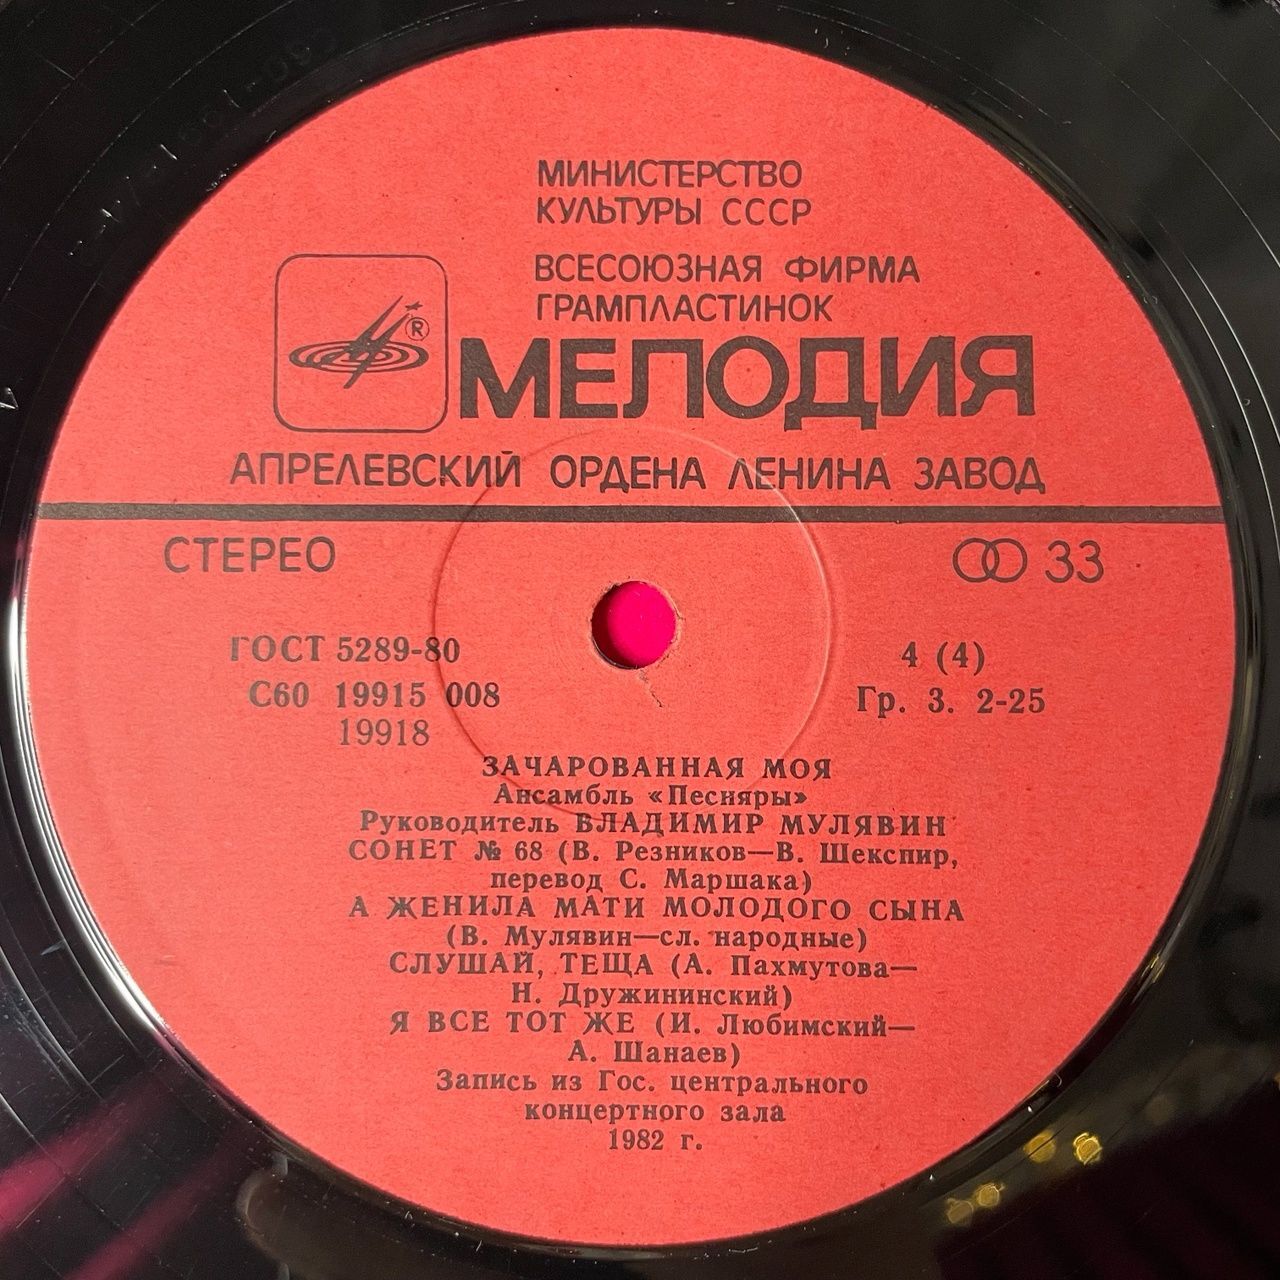 МИНИСТЕРСТВО
КУЛЬТУРЫ СССР
ВСЕСОЮЗНАЯ ФИРМА
ГРАМПЛАСТИНОК
®
МЕЛОДИЯ
АПРЕЛЕВСКИЙ ОРДЕНА ЛЕНИНА ЗАВОД
СТЕРЕО
33
ГОСТ 5289-80
4 (4)
С60 19915 008
Гр. 3. 2-25
19918
ЗАЧАРОВАННАЯ МОЯ
Ансамбль «Песняры»
Руководитель ВЛАДИМИР МУЛЯВИН
СОНЕТ № 68 (В. Резников—В. Шекспир,
перевод С. Маршака)
А ЖЕНИЛА МАТИ МОЛОДОГО СЫНА
(В. Мулявин—сл. народные)
СЛУШАЙ, ТЕЩА (А. Пахмутова—
Н. Дружининский)
Я ВСЕ ТОТ ЖЕ (И. Любимский—
А. Шанаев)
Запись из Гос. центрального
концертного зала
1982 г.